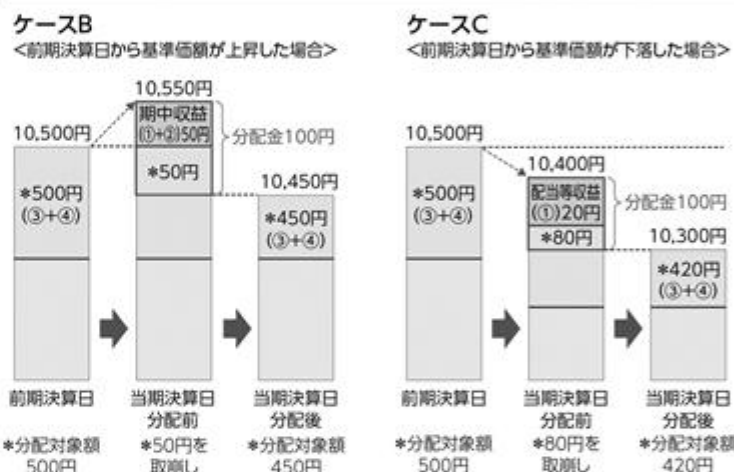 ケースB
<前期決算日から基準価額が上昇した場合>
10,550円
期中収益
(①+②)50円
分配金100円
10,500円
*50円
*500円
(③+④)
10,450円
*450円
(③+④)
前期決算日
当期決算日
分配前
当期決算日
分配後
*分配対象額
500円
*50円を
取崩し
*分配対象額
450円
ケースC
<前期決算日から基準価額が下落した場合>
10,500円
10,400円
*500円
(③+④)
配当等収益
(①)20円
分配金100円
*80円
10,300円
*420円
(③+④)
前期決算日
当期決算日
分配前
当期決算日
分配後
*分配対象額
500円
*80円を
取崩し
*分配対象額
420円